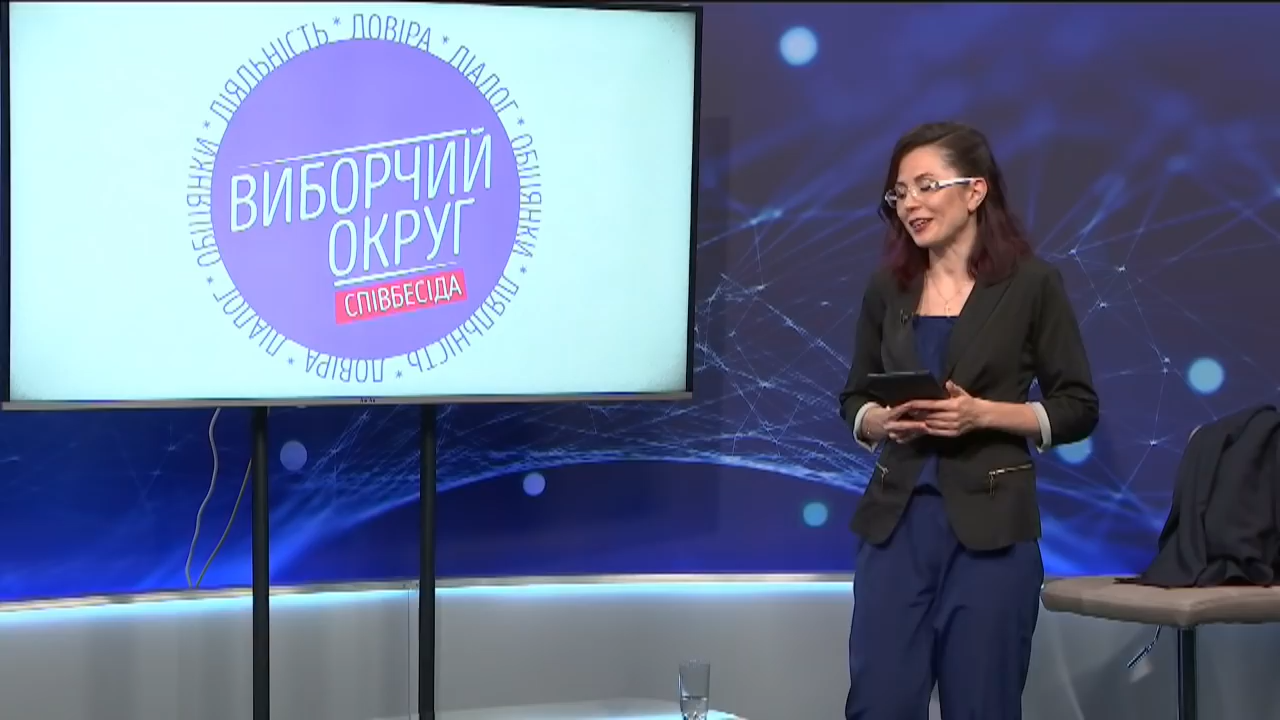 ДІЯЛЬНІСТЬ * ДОВІРА * ДІАЛОГ * ОБІЦЯНКИ * ДІЯЛЬНІСТЬ * ДОВІРА * ДІАЛОГ * ОБІЦЯНКИ *
ВИБОРЧИЙ
ОКРУГ
СПІВБЕСІДА